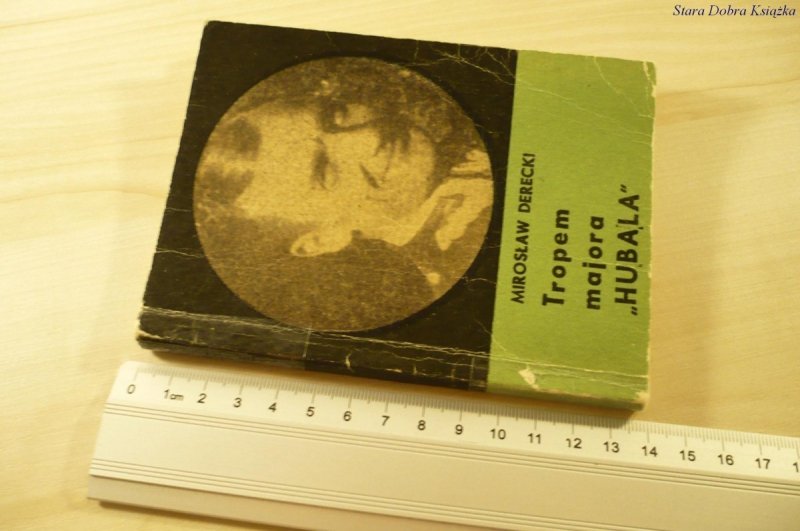 Stara Dobra Książka
MIROSŁAW DERECKI
Tropem
majora
„HUBALA”
0 1cm 2 3 4 5 6 7 8 9 10 11 12 13 14 15 16 17